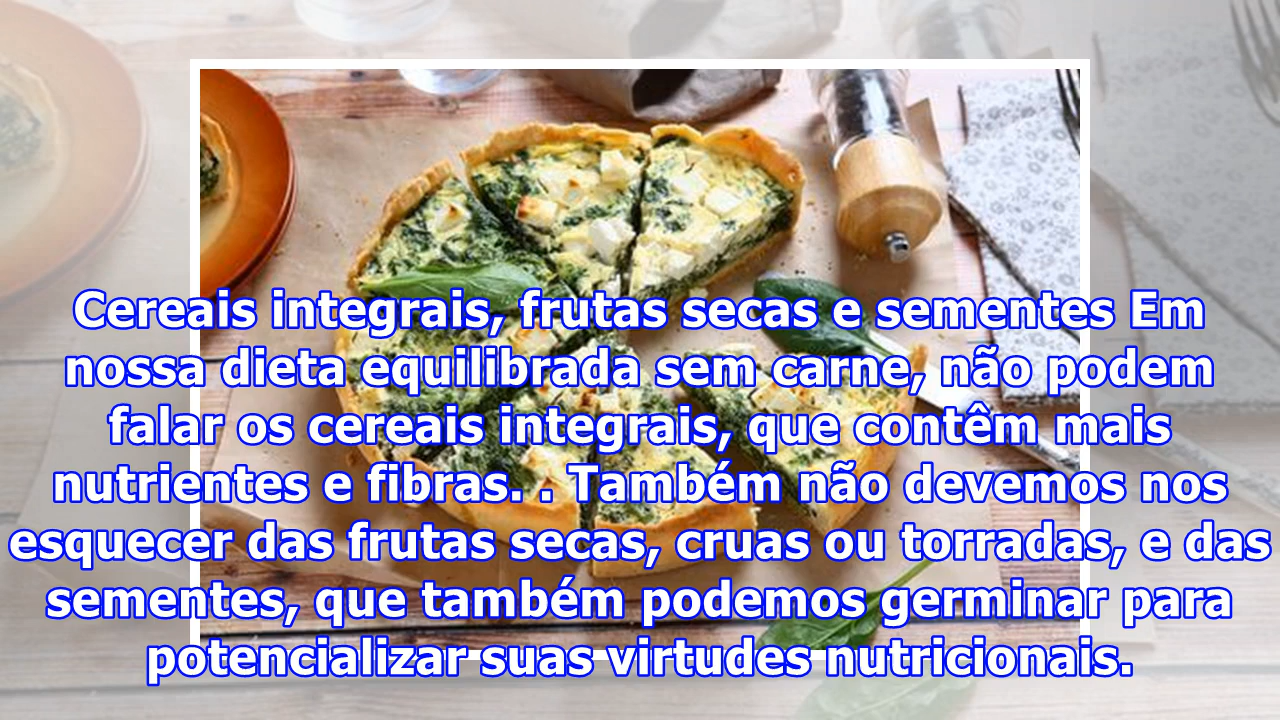 Cereais integrais, frutas secas e sementes Em
nossa dieta equilibrada sem carne, não podem
falar os cereais integrais, que contêm mais
nutrientes e fibras. . Também não devemos nos
esquecer das frutas secas, cruas ou torradas, e das
sementes, que também podemos germinar para
potencializar suas virtudes nutricionais.